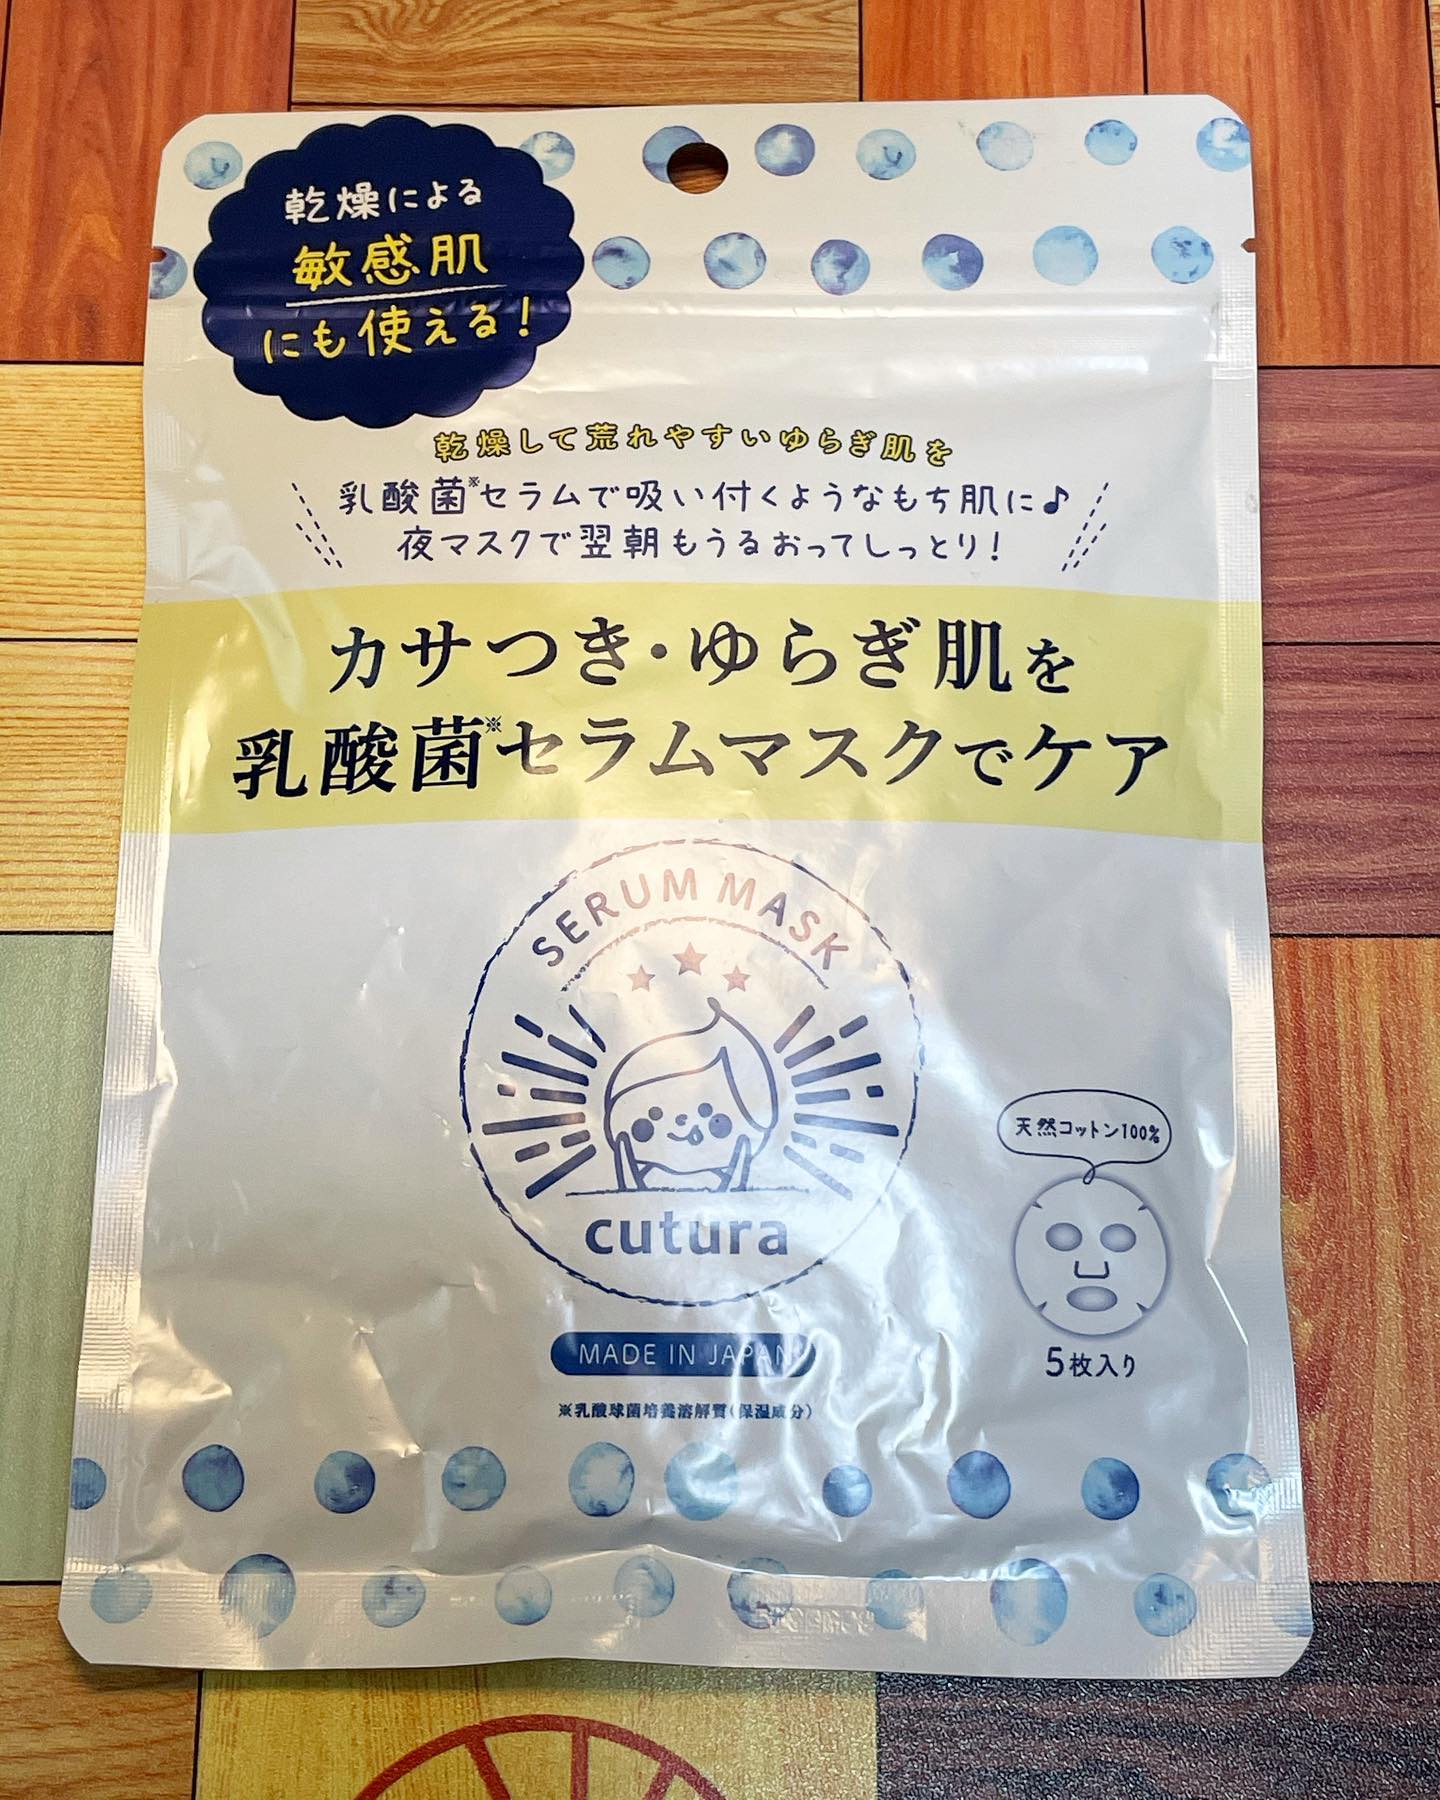 乾燥による
敏感肌
にも使える!
乾燥して荒れやすいゆらぎ肌を
乳酸菌※セラムで吸い付くようなもち肌に♪
夜マスクで翌朝もうるおってしっとり!
カサつき・ゆらぎ肌を
乳酸菌※セラムマスクでケア
SERUM MASK
cutura
天然コットン100%
5枚入り
MADE IN JAPAN
※乳酸球菌培養溶解質(保湿成分)